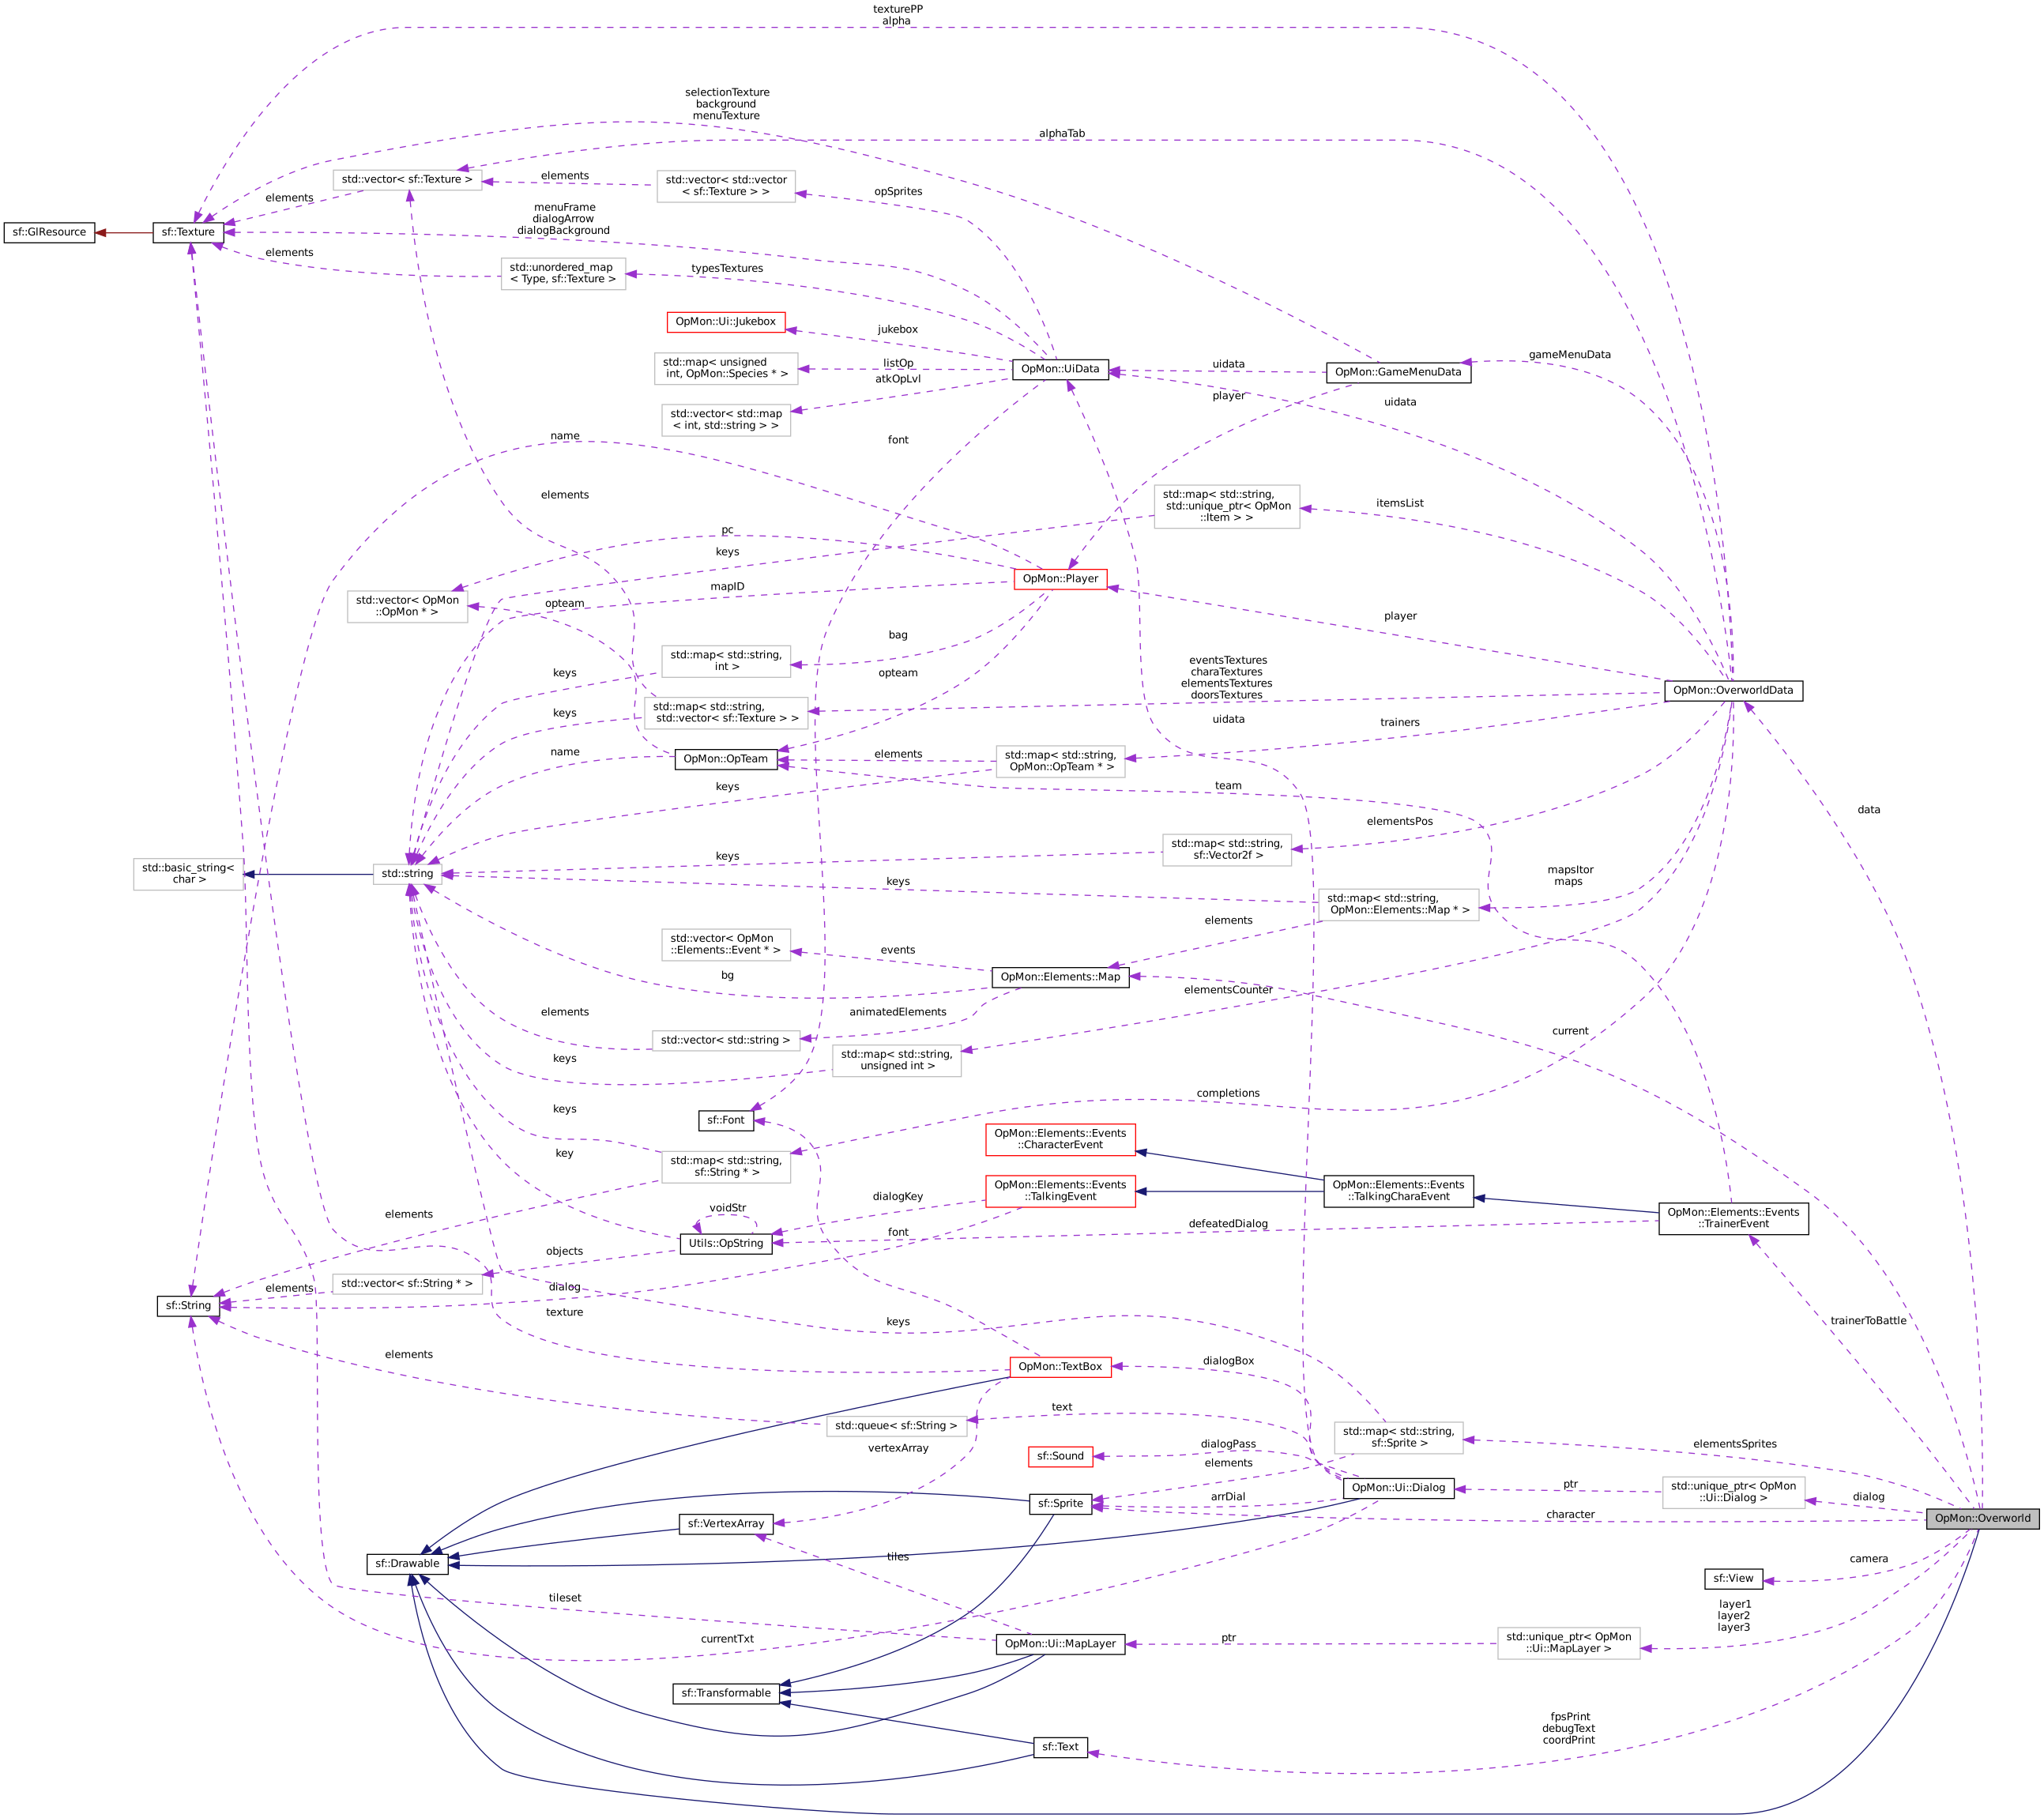 texturePP
alpha
selectionTexture
background
menuTexture
alphaTab
std::vector< sf::Texture >
elements
std::vector< std::vector
< sf::Texture > >
opSprites
elements
menuFrame
dialogArrow
dialogBackground
sf::GlResource
sf::Texture
elements
std::unordered_map
< Type, sf::Texture >
typesTextures
OpMon::Ui::Jukebox
jukebox
std::map< unsigned
int, OpMon::Species * >
listOp
atkOpLvl
OpMon::UiData
uidata
OpMon::GameMenuData
gameMenuData
std::vector< std::map
< int, std::string > >
player
uidata
name
font
elements
std::map< std::string,
std::unique_ptr< OpMon
::Item > >
itemsList
pc
keys
OpMon::Player
mapID
std::vector< OpMon
::OpMon * >
opteam
player
bag
std::map< std::string,
int >
keys
opteam
eventsTextures
charaTextures
elementsTextures
doorsTextures
OpMon::OverworldData
std::map< std::string,
std::vector< sf::Texture > >
keys
uidata
trainers
name
OpMon::OpTeam
elements
std::map< std::string,
OpMon::OpTeam * >
keys
team
data
elementsPos
std::map< std::string,
sf::Vector2f >
keys
std::basic_string<
char >
std::string
keys
mapsItor
maps
std::map< std::string,
OpMon::Elements::Map * >
elements
std::vector< OpMon
::Elements::Event * >
events
OpMon::Elements::Map
bg
elementsCounter
animatedElements
elements
std::vector< std::string >
current
keys
std::map< std::string,
unsigned int >
completions
sf::Font
keys
OpMon::Elements::Events
::CharacterEvent
key
std::map< std::string,
sf::String * >
OpMon::Elements::Events
::TalkingEvent
OpMon::Elements::Events
::TalkingCharaEvent
dialogKey
voidStr
elements
OpMon::Elements::Events
::TrainerEvent
defeatedDialog
font
Utils::OpString
objects
std::vector< sf::String * >
elements
dialog
sf::String
texture
keys
trainerToBattle
elements
OpMon::TextBox
dialogBox
text
std::queue< sf::String >
std::map< std::string,
sf::Sprite >
elementsSprites
vertexArray
sf::Sound
dialogPass
elements
OpMon::Ui::Dialog
ptr
std::unique_ptr< OpMon
::Ui::Dialog >
dialog
arrDial
sf::Sprite
character
OpMon::Overworld
sf::VertexArray
sf::Drawable
tiles
camera
sf::View
tileset
layer1
layer2
layer3
currentTxt
OpMon::Ui::MapLayer
ptr
std::unique_ptr< OpMon
::Ui::MapLayer >
sf::Transformable
fpsPrint
debugText
coordPrint
sf::Text